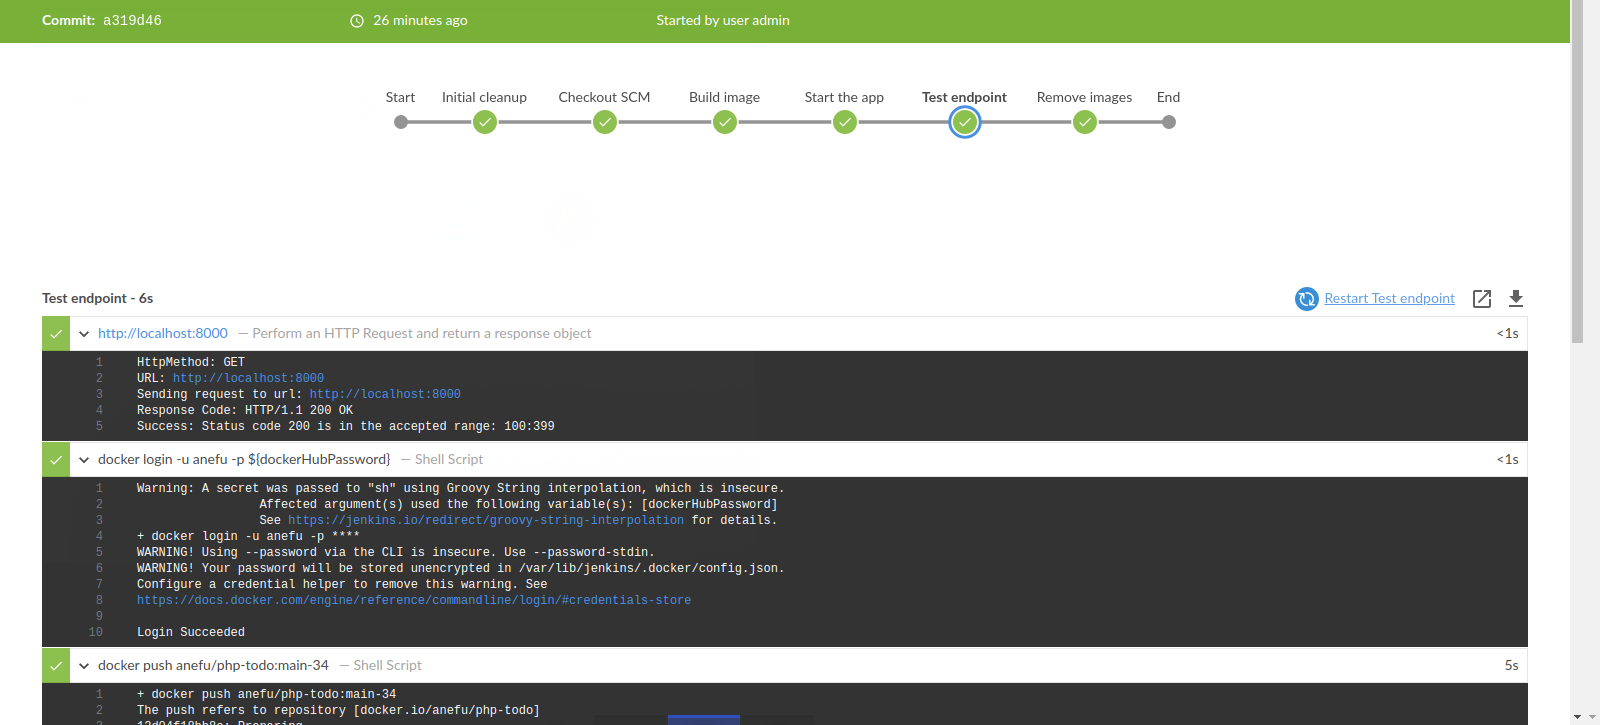 Commit: a319d46 26 minutes ago Started by user admin
Start Initial cleanup Checkout SCM Build image Start the app Test endpoint Remove images End
Test endpoint - 6s Restart Test endpoint
http://localhost:8000 — Perform an HTTP Request and return a response object <1s
1 HttpMethod: GET
2 URL: http://localhost:8000
3 Sending request to url: http://localhost:8000
4 Response Code: HTTP/1.1 200 OK
5 Success: Status code 200 is in the accepted range: 100:399
docker login -u anefu -p ${dockerHubPassword} — Shell Script <1s
1 Warning: A secret was passed to "sh" using Groovy String interpolation, which is insecure.
2 Affected argument(s) used the following variable(s): [dockerHubPassword]
3 See https://jenkins.io/redirect/groovy-string-interpolation for details.
4 + docker login -u anefu -p ****
5 WARNING! Using --password via the CLI is insecure. Use --password-stdin.
6 WARNING! Your password will be stored unencrypted in /var/lib/jenkins/.docker/config.json.
7 Configure a credential helper to remove this warning. See
8 https://docs.docker.com/engine/reference/commandline/login/#credentials-store
9
10 Login Succeeded
docker push anefu/php-todo:main-34 — Shell Script 5s
1 + docker push anefu/php-todo:main-34
2 The push refers to repository [docker.io/anefu/php-todo]
3 Preparing